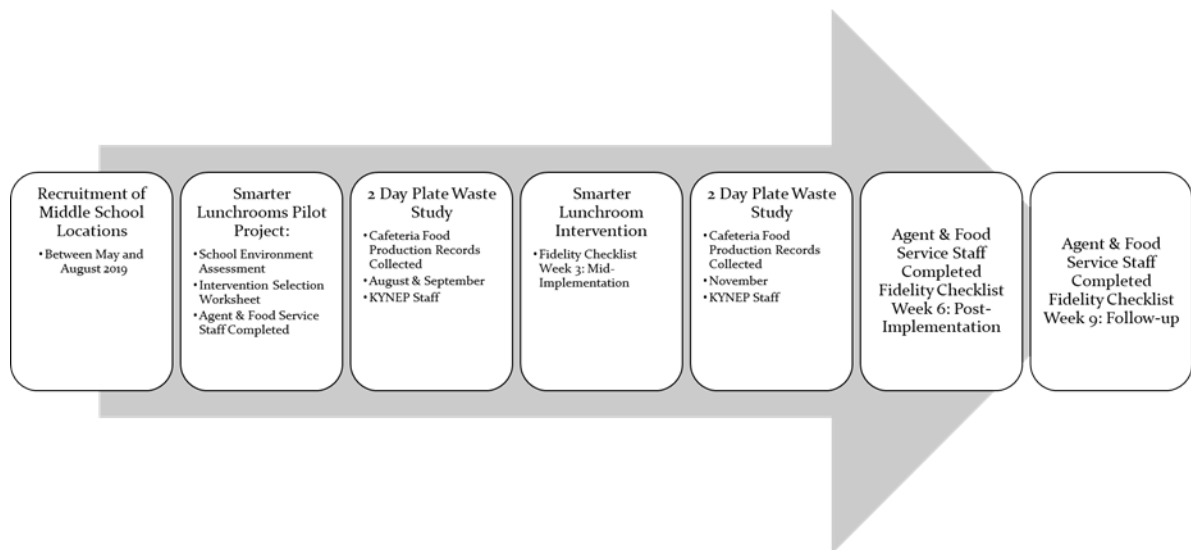 Recruitment of
Middle School
Locations
• Between May and
August 2019
Smarter
Lunchrooms Pilot
Project:
• School Environment
Assessment
• Intervention Selection
Worksheet
• Agent & Food Service
Staff Completed
2 Day Plate Waste
Study
• Cafeteria Food
Production Records
Collected
• August & September
• KYNEP Staff
Smarter
Lunchroom
Intervention
• Fidelity Checklist
Week 3: Mid-
Implementation
2 Day Plate Waste
Study
• Cafeteria Food
Production Records
Collected
• November
• KYNEP Staff
Agent & Food
Service Staff
Completed
Fidelity Checklist
Week 6: Post-
Implementation
Agent & Food
Service Staff
Completed
Fidelity Checklist
Week 9: Follow-up